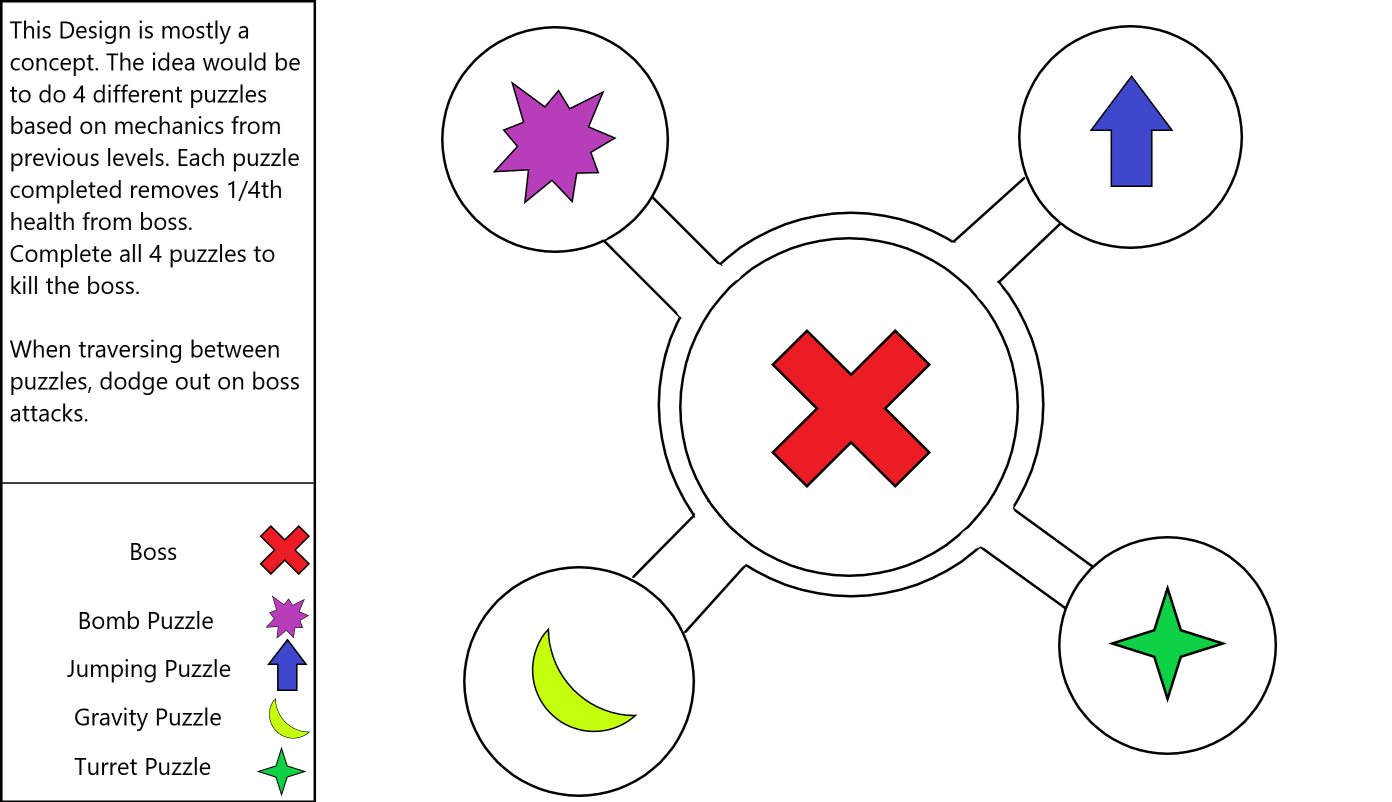 This Design is mostly a
concept. The idea would be
to do 4 different puzzles
based on mechanics from
previous levels. Each puzzle
completed removes 1/4th
health from boss.
Complete all 4 puzzles to
kill the boss.
When traversing between
puzzles, dodge out on boss
attacks.
Boss
Bomb Puzzle
Jumping Puzzle
Gravity Puzzle
Turret Puzzle